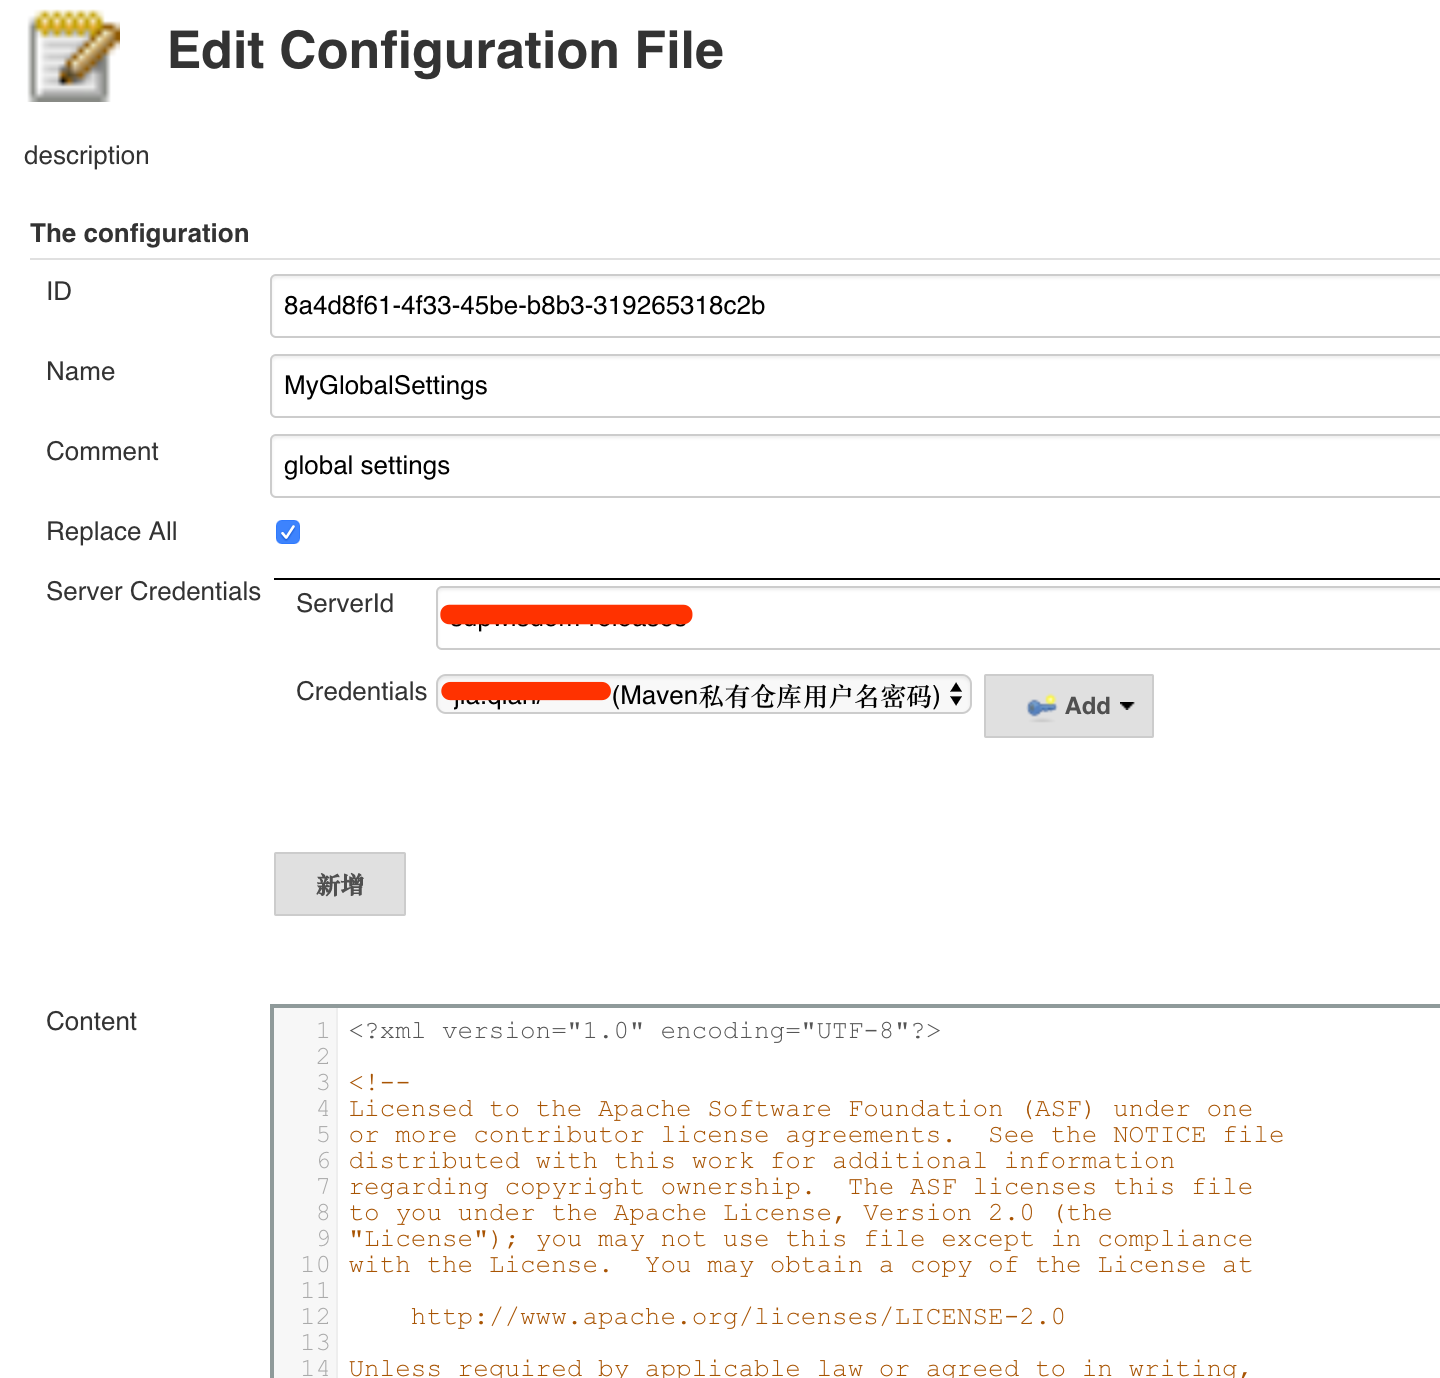 Edit Configuration File
description
The configuration
ID
8a4d8f61-4f33-45be-b8b3-319265318c2b
Name
MyGlobalSettings
Comment
global settings
Replace All
Server Credentials
ServerId
Credentials
(Maven私有仓库用户名密码)
Add
新增
Content
1 <?xml version="1.0" encoding="UTF-8"?>
2
3 <!--
4 Licensed to the Apache Software Foundation (ASF) under one
5 or more contributor license agreements.  See the NOTICE file
6 distributed with this work for additional information
7 regarding copyright ownership.  The ASF licenses this file
8 to you under the Apache License, Version 2.0 (the
9 "License"); you may not use this file except in compliance
10 with the License.  You may obtain a copy of the License at
11
12     http://www.apache.org/licenses/LICENSE-2.0
13
14 Unless required by applicable law or agreed to in writing,